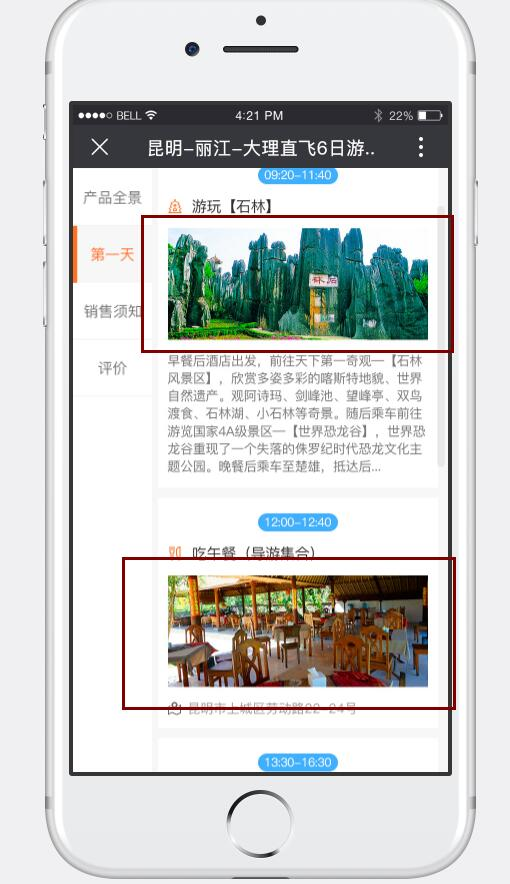 BELL 4:21 PM 22%
昆明-丽江-大理直飞6日游..
产品全景
第一天
销售须知
评价
09:20-11:40
游玩【石林】
石林
早餐后酒店出发，前往天下第一奇观—【石林
风景区】，欣赏多姿多彩的喀斯特地貌、世界
自然遗产。观阿诗玛、剑峰池、望峰亭、双鸟
渡食、石林湖、小石林等奇景。随后乘车前往
游览国家4A级景区—【世界恐龙谷】，世界恐
龙谷重现了一个失落的侏罗纪时代恐龙文化主
题公园。晚餐后乘车至楚雄，抵达后...
12:00-12:40
吃午餐（导游集合）
昆明市上城区劳动路22-24号
13:30-16:30